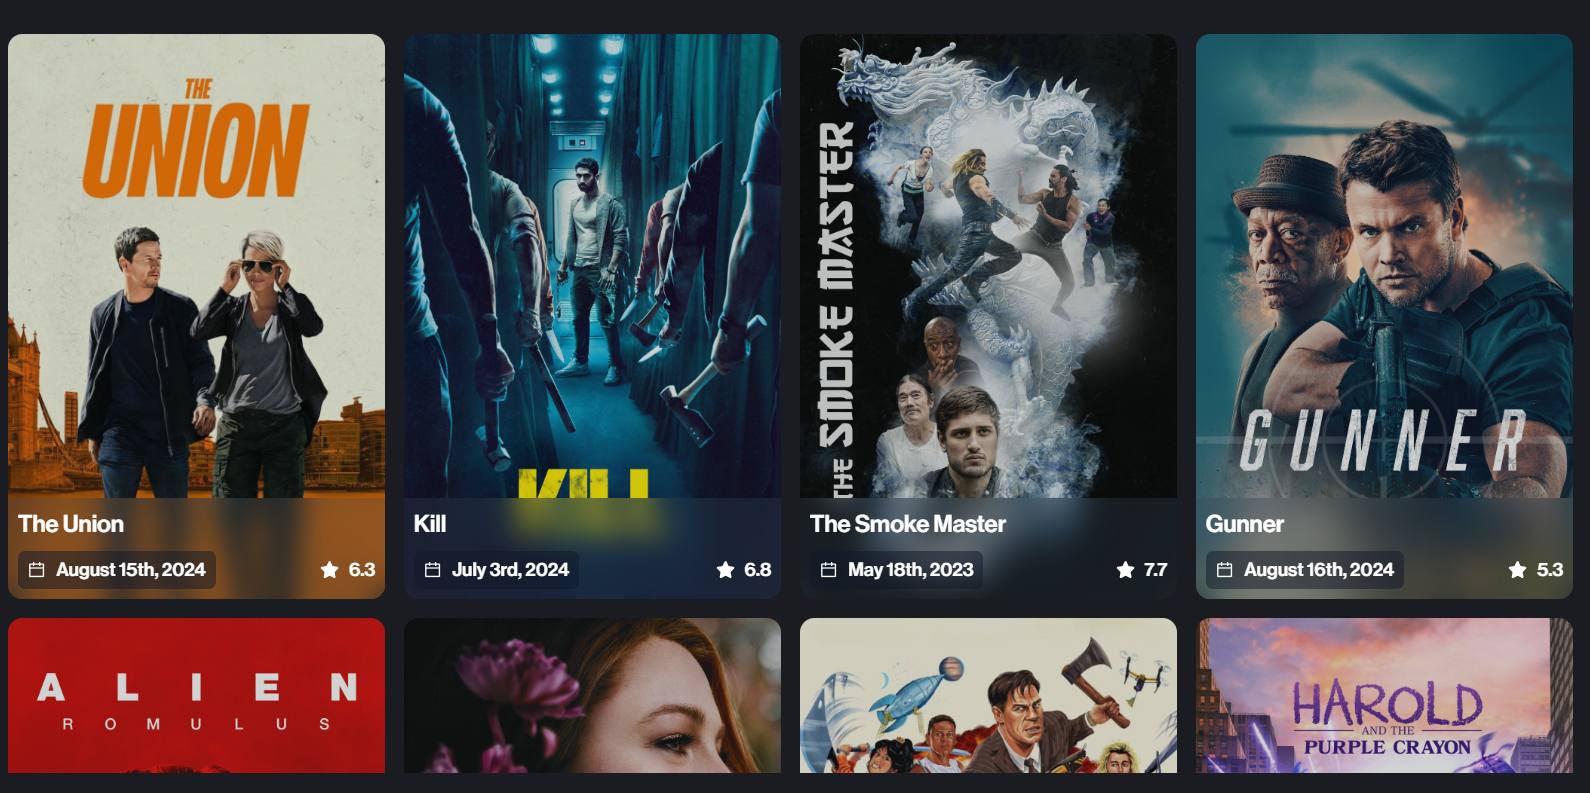 THE
UNION
The Union
August 15th, 2024
6.3
KILL
Kill
July 3rd, 2024
6.8
THE SMOKE MASTER
The Smoke Master
May 18th, 2023
7.7
GUNNER
Gunner
August 16th, 2024
5.3
ALIEN
ROMULUS
HAROLD
AND THE
PURPLE CRAYON